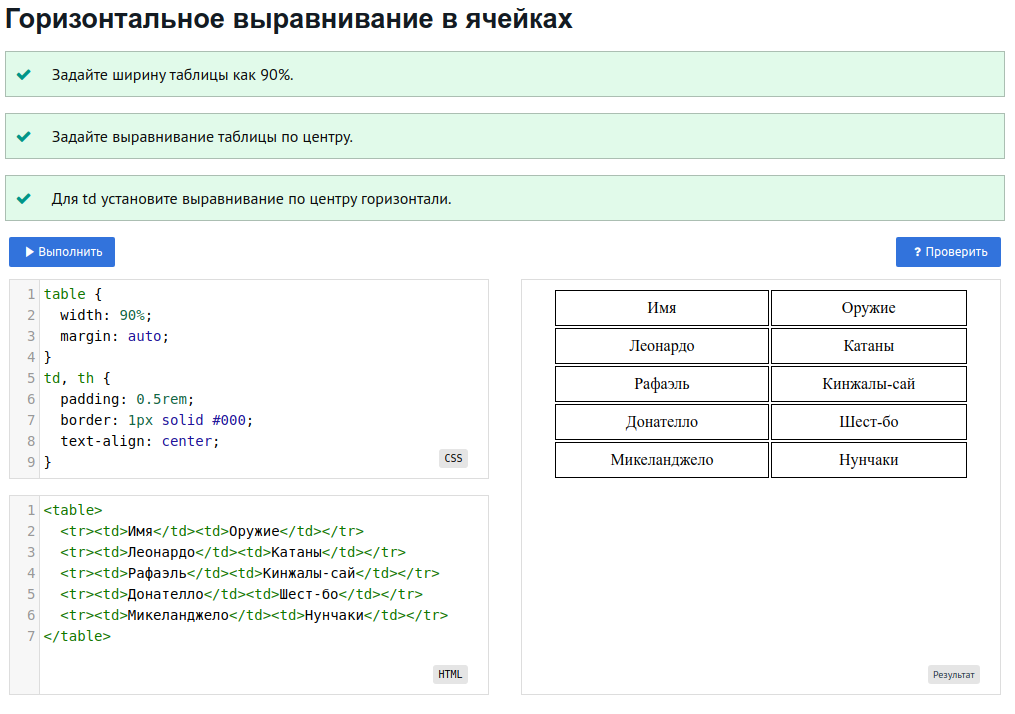 Горизонтальное выравнивание в ячейках
Задайте ширину таблицы как 90%.
Задайте выравнивание таблицы по центру.
Для td установите выравнивание по центру горизонтали.
Выполнить
? Проверить
1 table {
2   width: 90%;
3   margin: auto;
4 }
5 td, th {
6   padding: 0.5rem;
7   border: 1px solid #000;
8   text-align: center;
9 }
CSS
1 <table>
2   <tr><td>Имя</td><td>Оружие</td></tr>
3   <tr><td>Леонардо</td><td>Катаны</td></tr>
4   <tr><td>Рафаэль</td><td>Кинжалы-сай</td></tr>
5   <tr><td>Донателло</td><td>Шест-бо</td></tr>
6   <tr><td>Микеланджело</td><td>Нунчаки</td></tr>
7 </table>
HTML
Имя Оружие
Леонардо Катаны
Рафаэль Кинжалы-сай
Донателло Шест-бо
Микеланджело Нунчаки
Результат